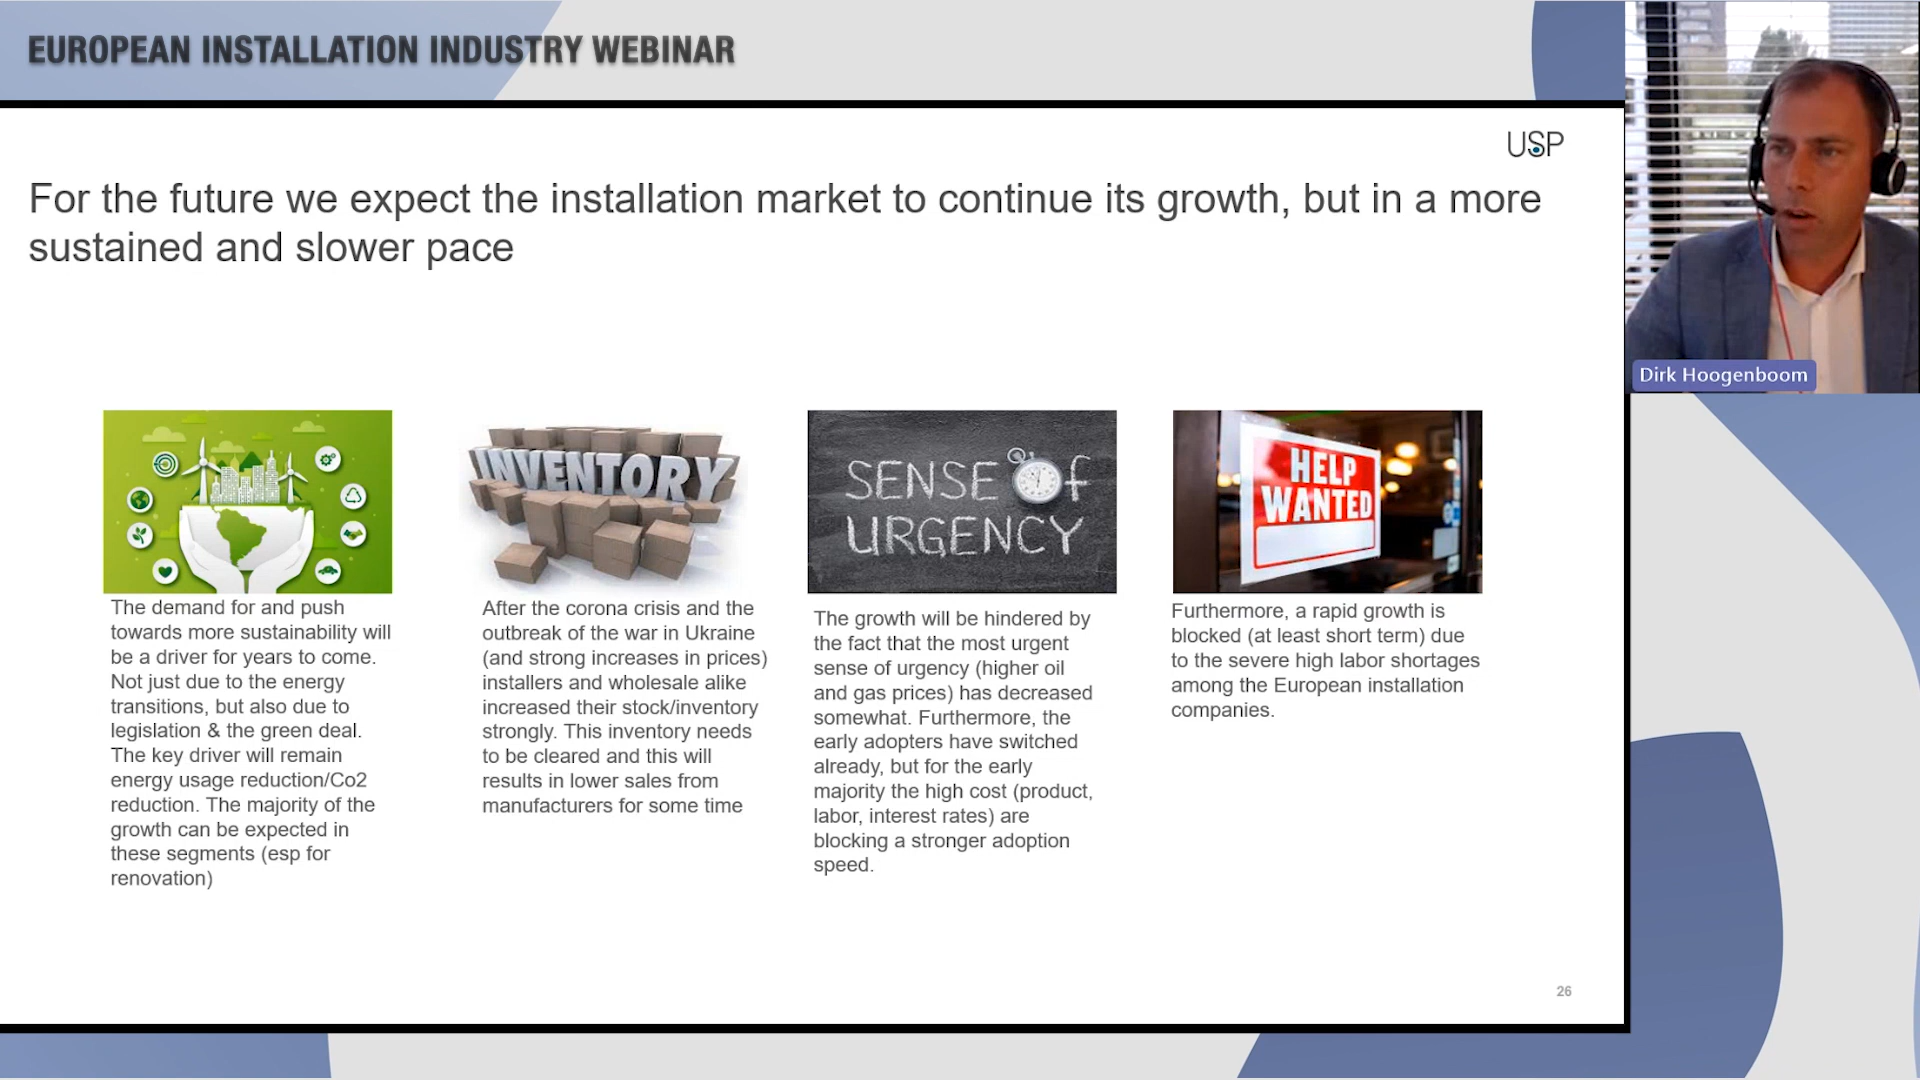 EUROPEAN INSTALLATION INDUSTRY WEBINAR
USP
For the future we expect the installation market to continue its growth, but in a more
sustained and slower pace
Dirk Hoogenboom
INVENTORY
SENSE of
URGENCY
HELP
WANTED
The demand for and push
towards more sustainability will
be a driver for years to come.
Not just due to the energy
transitions, but also due to
legislation & the green deal.
The key driver will remain
energy usage reduction/Co2
reduction. The majority of the
growth can be expected in
these segments (esp for
renovation)
After the corona crisis and the
outbreak of the war in Ukraine
(and strong increases in prices)
installers and wholesale alike
increased their stock/inventory
strongly. This inventory needs
to be cleared and this will
results in lower sales from
manufacturers for some time
The growth will be hindered by
the fact that the most urgent
sense of urgency (higher oil
and gas prices) has decreased
somewhat. Furthermore, the
early adopters have switched
already, but for the early
majority the high cost (product,
labor, interest rates) are
blocking a stronger adoption
speed.
Furthermore, a rapid growth is
blocked (at least short term) due
to the severe high labor shortages
among the European installation
companies.
26